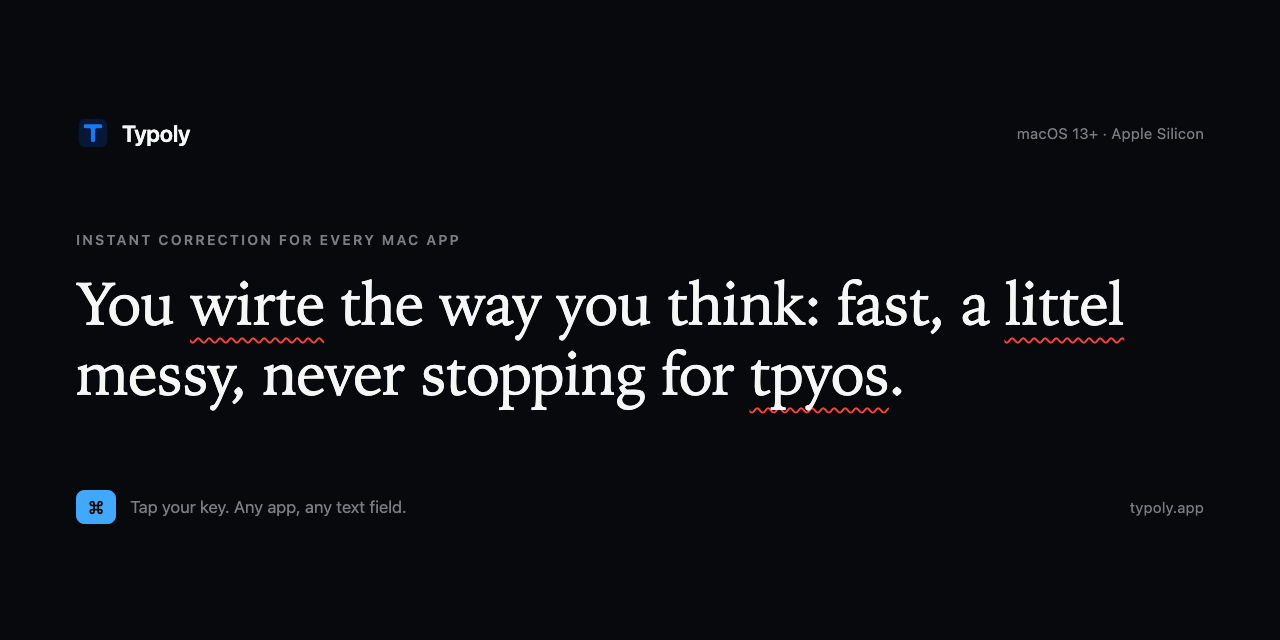 Typoly
macOS 13+ · Apple Silicon
INSTANT CORRECTION FOR EVERY MAC APP
You wirte the way you think: fast, a littel
messy, never stopping for tpyos.
⌘ Tap your key. Any app, any text field.
typoly.app